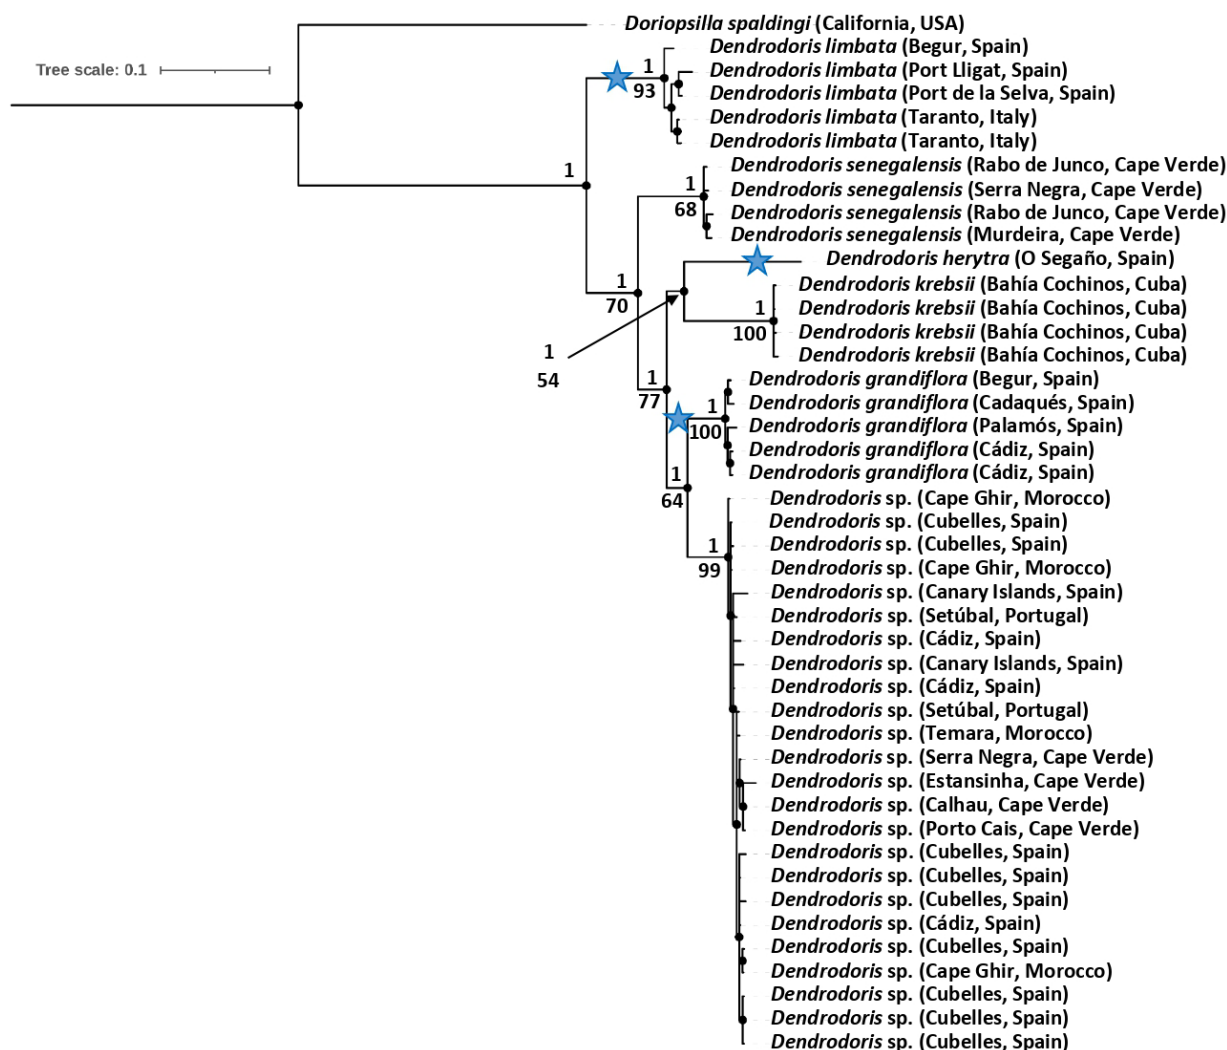 Doriopsilla spaldingi (California, USA)
Dendrodoris limbata (Begur, Spain)
Tree scale: 0.1
1
Dendrodoris limbata (Port Lligat, Spain)
93
Dendrodoris limbata (Port de la Selva, Spain)
Dendrodoris limbata (Taranto, Italy)
Dendrodoris limbata (Taranto, Italy)
1
Dendrodoris senegalensis (Rabo de Junco, Cape Verde)
1
Dendrodoris senegalensis (Serra Negra, Cape Verde)
68
Dendrodoris senegalensis (Rabo de Junco, Cape Verde)
Dendrodoris senegalensis (Murdeira, Cape Verde)
Dendrodoris herytra (O Segaño, Spain)
1
70
Dendrodoris krebsii (Bahía Cochinos, Cuba)
1
Dendrodoris krebsii (Bahía Cochinos, Cuba)
100
Dendrodoris krebsii (Bahía Cochinos, Cuba)
1
54
Dendrodoris krebsii (Bahía Cochinos, Cuba)
1
77
Dendrodoris grandiflora (Begur, Spain)
1
Dendrodoris grandiflora (Cadaqués, Spain)
100
Dendrodoris grandiflora (Palamós, Spain)
Dendrodoris grandiflora (Cádiz, Spain)
1
64
Dendrodoris grandiflora (Cádiz, Spain)
Dendrodoris sp. (Cape Ghir, Morocco)
Dendrodoris sp. (Cubelles, Spain)
1
Dendrodoris sp. (Cubelles, Spain)
99
Dendrodoris sp. (Cape Ghir, Morocco)
Dendrodoris sp. (Canary Islands, Spain)
Dendrodoris sp. (Setúbal, Portugal)
Dendrodoris sp. (Cádiz, Spain)
Dendrodoris sp. (Canary Islands, Spain)
Dendrodoris sp. (Cádiz, Spain)
Dendrodoris sp. (Setúbal, Portugal)
Dendrodoris sp. (Temara, Morocco)
Dendrodoris sp. (Serra Negra, Cape Verde)
Dendrodoris sp. (Estansinha, Cape Verde)
Dendrodoris sp. (Calhau, Cape Verde)
Dendrodoris sp. (Porto Cais, Cape Verde)
Dendrodoris sp. (Cubelles, Spain)
Dendrodoris sp. (Cubelles, Spain)
Dendrodoris sp. (Cubelles, Spain)
Dendrodoris sp. (Cádiz, Spain)
Dendrodoris sp. (Cubelles, Spain)
Dendrodoris sp. (Cape Ghir, Morocco)
Dendrodoris sp. (Cubelles, Spain)
Dendrodoris sp. (Cubelles, Spain)
Dendrodoris sp. (Cubelles, Spain)